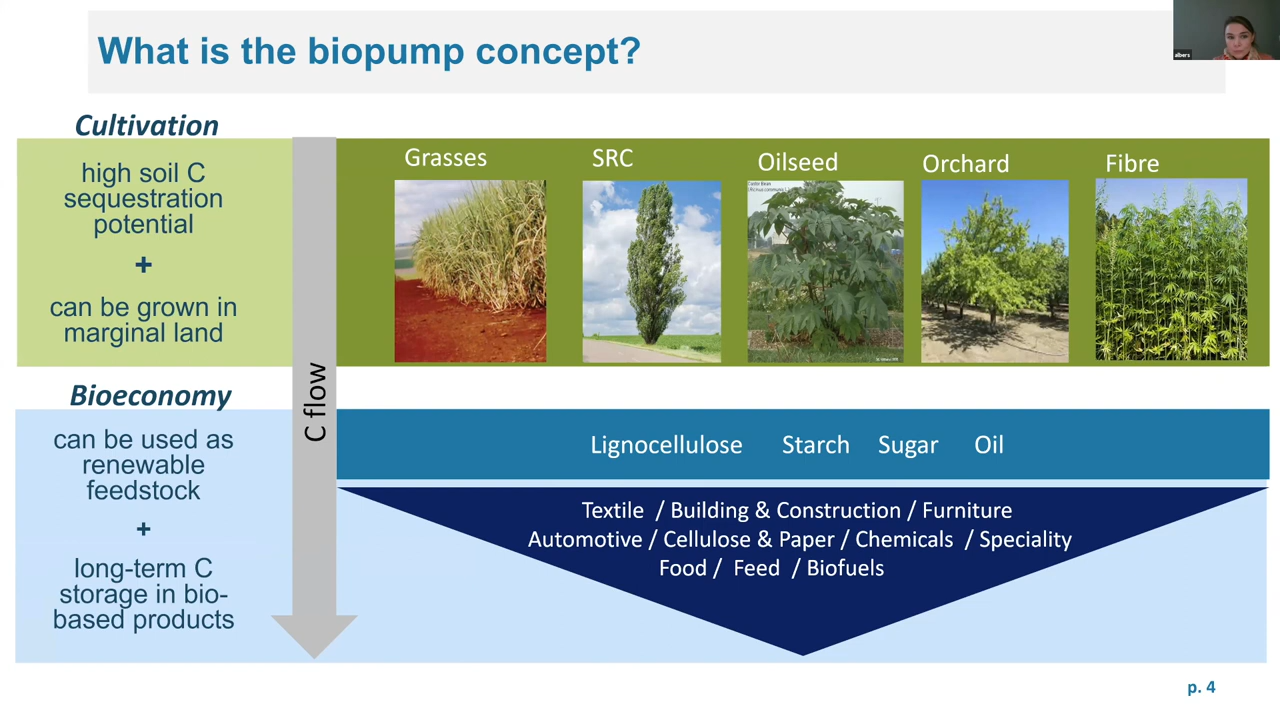 What is the biopump concept?
albers
Cultivation
high soil C
sequestration
potential
+
can be grown in
marginal land
Grasses
SRC
Oilseed
Orchard
Fibre
C flow
Bioeconomy
can be used as
renewable
feedstock
+
long-term C
storage in bio-
based products
Lignocellulose Starch Sugar Oil
Textile / Building & Construction / Furniture
Automotive / Cellulose & Paper / Chemicals / Speciality
Food / Feed / Biofuels
p. 4